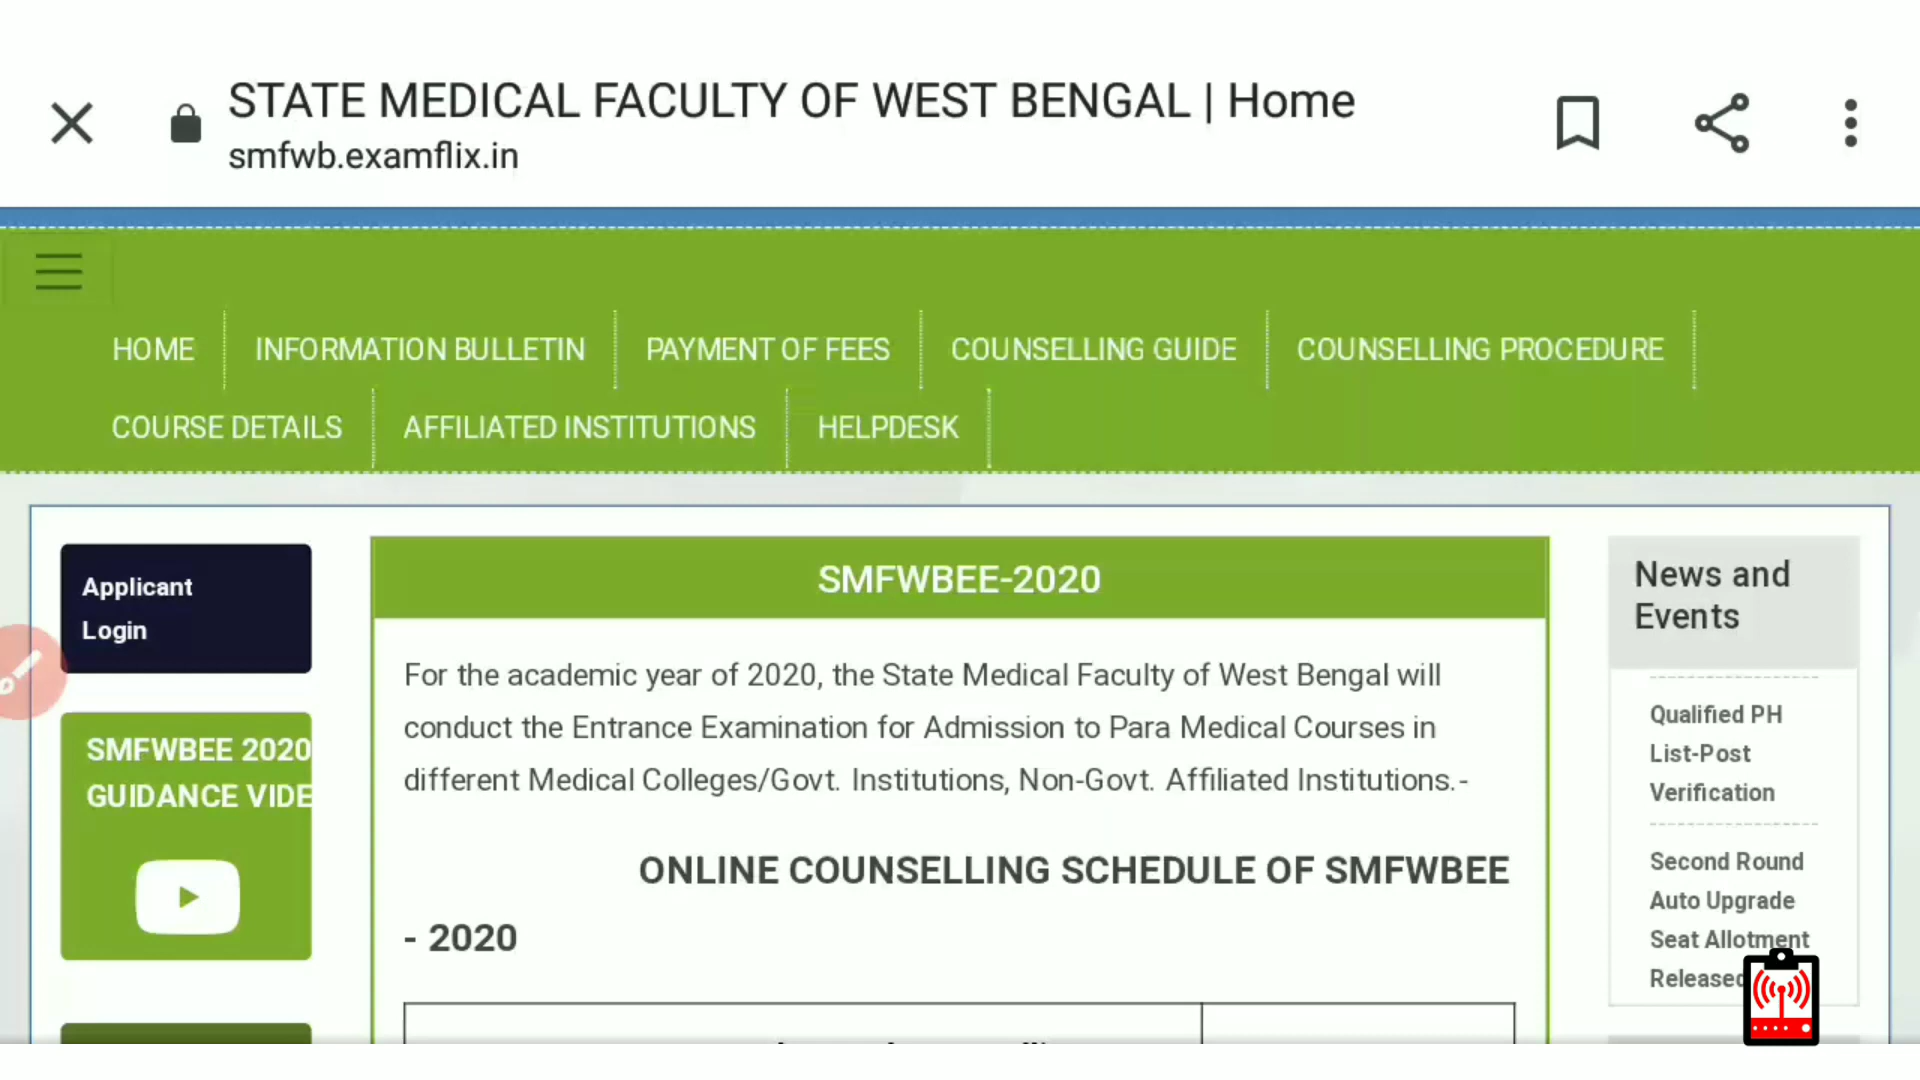 STATE MEDICAL FACULTY OF WEST BENGAL | Home
smfwb.examflix.in
HOME
INFORMATION BULLETIN
PAYMENT OF FEES
COUNSELLING GUIDE
COUNSELLING PROCEDURE
COURSE DETAILS
AFFILIATED INSTITUTIONS
HELPDESK
Applicant
Login
SMFWBEE 2020
GUIDANCE VIDE
SMFWBEE-2020
For the academic year of 2020, the State Medical Faculty of West Bengal will
conduct the Entrance Examination for Admission to Para Medical Courses in
different Medical Colleges/Govt. Institutions, Non-Govt. Affiliated Institutions.-
ONLINE COUNSELLING SCHEDULE OF SMFWBEE
- 2020
News and
Events
Qualified PH
List-Post
Verification
Second Round
Auto Upgrade
Seat Allotment
Released